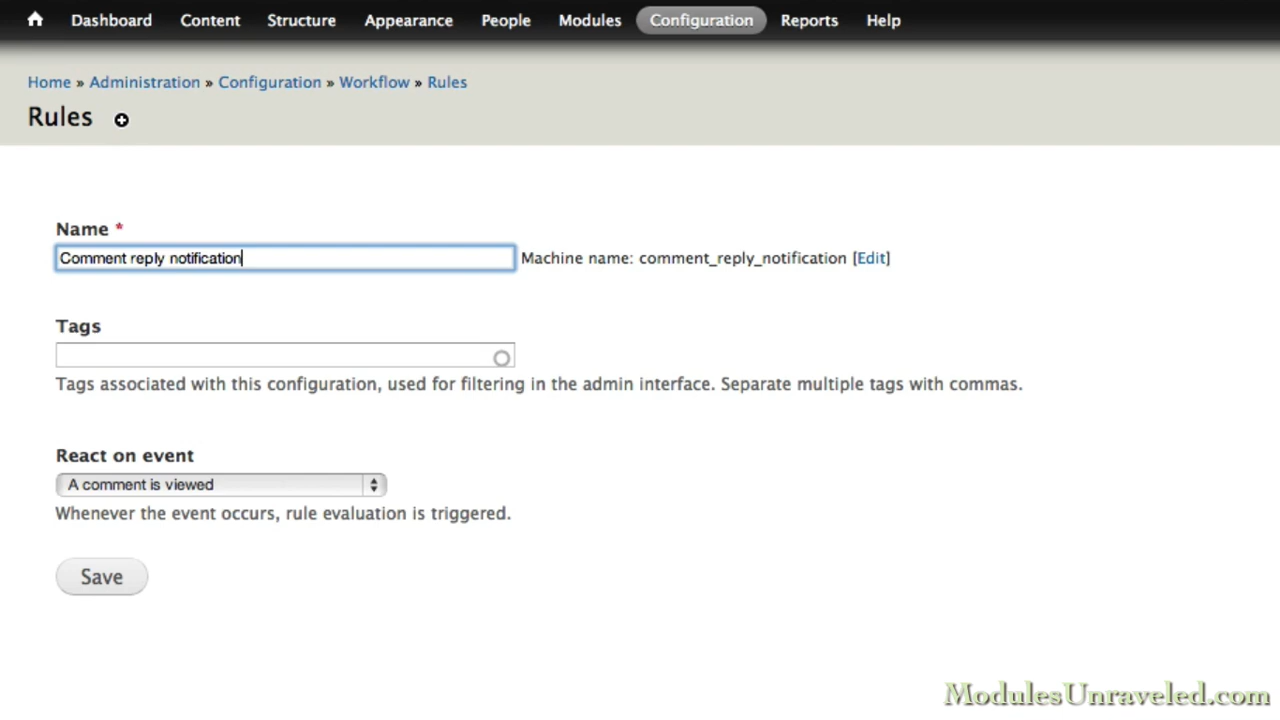 Dashboard Content Structure Appearance People Modules Configuration Reports Help
Home » Administration » Configuration » Workflow » Rules
Rules
Name *
Comment reply notification Machine name: comment_reply_notification [Edit]
Tags
Tags associated with this configuration, used for filtering in the admin interface. Separate multiple tags with commas.
React on event
A comment is viewed
Whenever the event occurs, rule evaluation is triggered.
Save
ModulesUnraveled.com